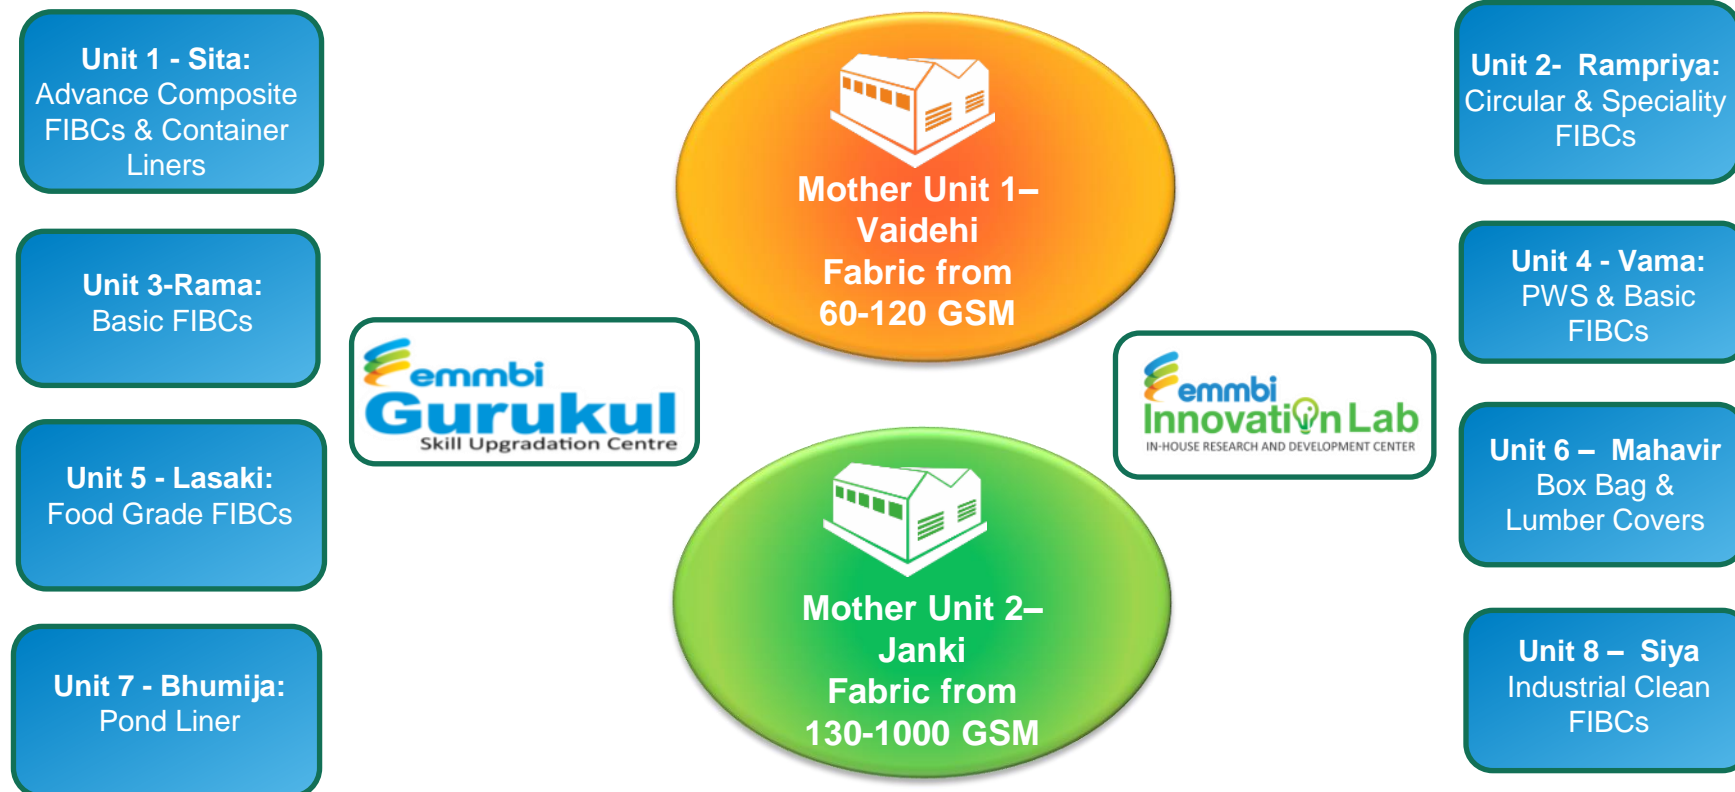 Unit 1 - Sita:
Advance Composite
FIBCs & Container
Liners
Unit 3-Rama:
Basic FIBCs
Unit 5 - Lasaki:
Food Grade FIBCs
Unit 7 - Bhumija:
Pond Liner
emmbi
Gurukul
Skill Upgradation Centre
Mother Unit 1–
Vaidehi
Fabric from
60-120 GSM
Mother Unit 2–
Janki
Fabric from
130-1000 GSM
emmbi
Innovation Lab
IN-HOUSE RESEARCH AND DEVELOPMENT CENTER
Unit 2- Rampriya:
Circular & Speciality
FIBCs
Unit 4 - Vama:
PWS & Basic
FIBCs
Unit 6 – Mahavir
Box Bag &
Lumber Covers
Unit 8 – Siya
Industrial Clean
FIBCs